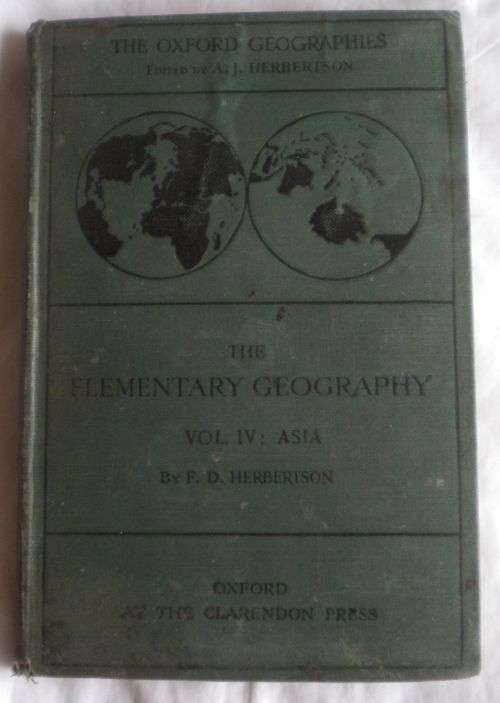 THE OXFORD GEOGRAPHIES
EDITED BY A. J. HERBERTSON
THE
ELEMENTARY GEOGRAPHY
VOL. IV: ASIA
BY F. D. HERBERTSON
OXFORD
AT THE CLARENDON PRESS